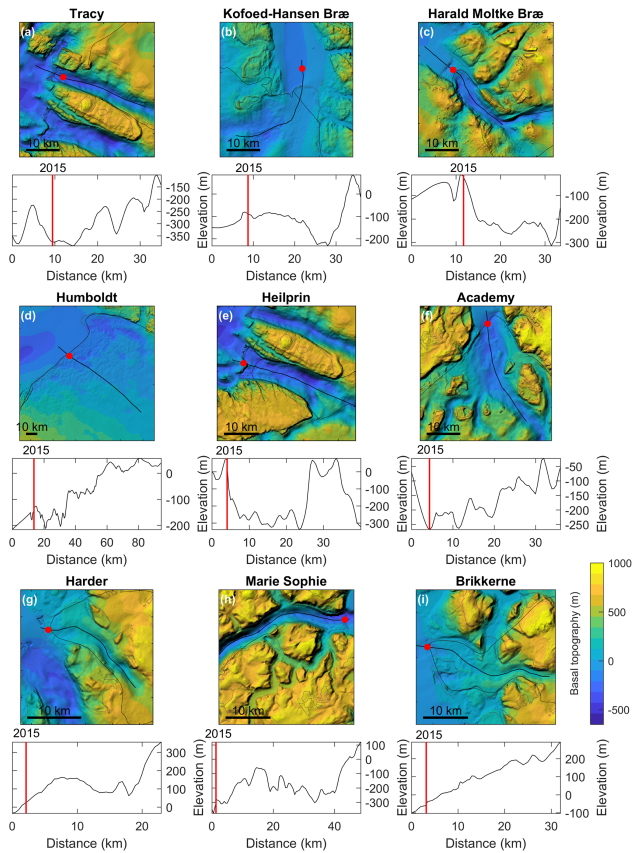 Tracy
Kofoed-Hansen Bræ
Harald Moltke Bræ
(a)
(b)
(c)
10 km
10 km
10 km
2015
2015
2015
-150
-200
-250
-300
-350
Elevation (m)
0
-100
-200
Elevation (m)
-100
-200
-300
Elevation (m)
0 10 20 30
0 10 20 30
0 10 20 30
Distance (km)
Distance (km)
Distance (km)
Humboldt
Heilprin
Academy
(d)
(e)
(f)
10 km
10 km
10 km
2015
2015
2015
0
-100
-200
Elevation (m)
0
-100
-200
-300
Elevation (m)
-50
-100
-150
-200
-250
Elevation (m)
0 20 40 60 80
0 10 20 30
0 10 20 30
Distance (km)
Distance (km)
Distance (km)
Harder
Marie Sophie
Brikkerne
(g)
(h)
(i)
10 km
10 km
10 km
1000
500
0
-500
Basal topography (m)
2015
2015
2015
300
200
100
0
Elevation (m)
100
0
-100
-200
-300
Elevation (m)
200
100
0
-100
Elevation (m)
0 10 20
0 20 40
0 10 20 30
Distance (km)
Distance (km)
Distance (km)